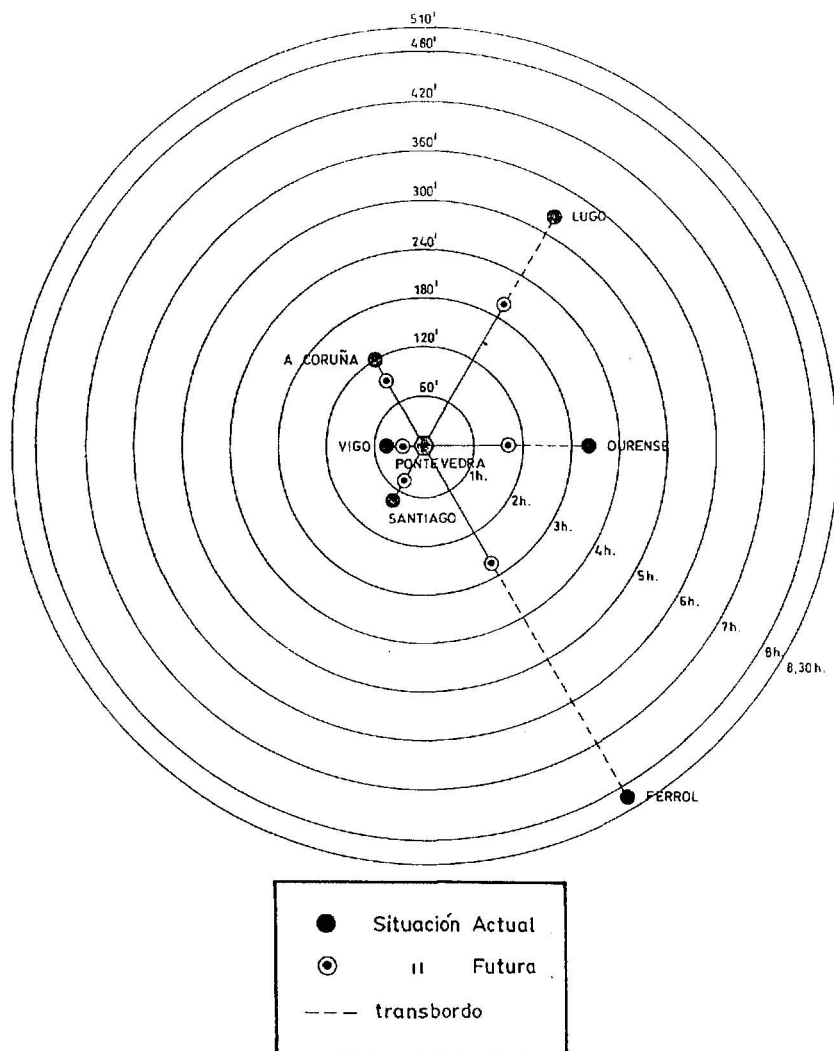 510'
480'
420'
360'
300'
LUGO
240'
180'
120'
A CORUÑA
60'
VIGO
OURENSE
PONTEVEDRA
1h.
SANTIAGO
2h.
3h.
4h.
5h.
6h.
7h.
8h.
8,30h.
FERROL
Situación Actual
" Futura
---- transbordo